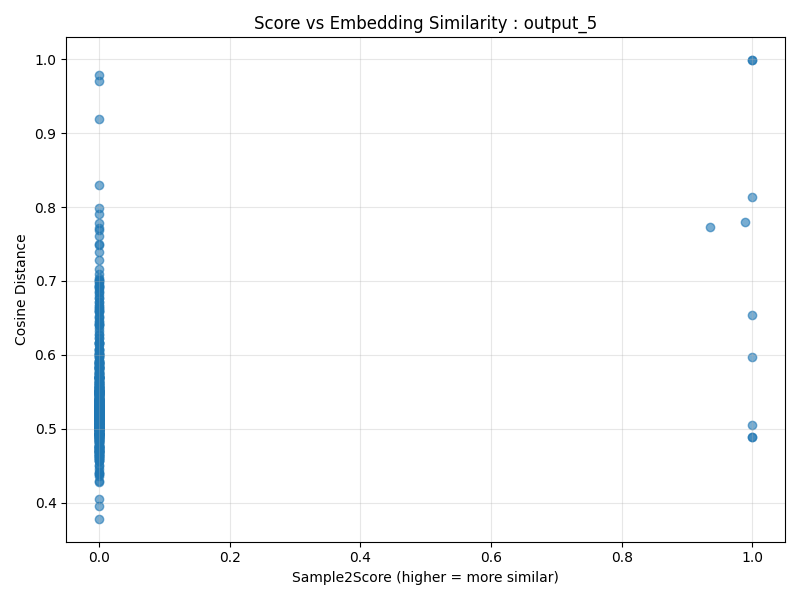 Score vs Embedding Similarity : output_5
1.0
0.9
0.8
0.7
0.6
0.5
0.4
Cosine Distance
0.0 0.2 0.4 0.6 0.8 1.0
Sample2Score (higher = more similar)